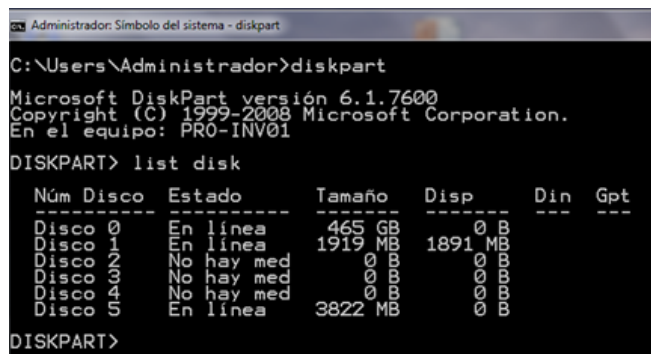 Administrador: Símbolo del sistema - diskpart
C:\Users\Administrador>diskpart
Microsoft DiskPart versión 6.1.7600
Copyright (C) 1999-2008 Microsoft Corporation.
En el equipo: PRO-INV01
DISKPART> list disk
Núm Disco  Estado      Tamaño   Disp     Din  Gpt
---------- ----------  -------  -------  ---  ---
Disco 0    En línea     465 GB      0 B
Disco 1    En línea    1919 MB  1891 MB
Disco 2    No hay med      0 B      0 B
Disco 3    No hay med      0 B      0 B
Disco 4    No hay med      0 B      0 B
Disco 5    En línea    3822 MB      0 B
DISKPART>